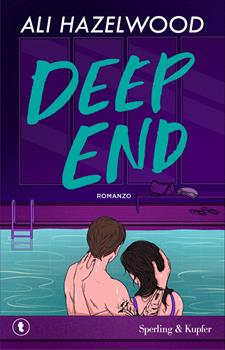 ALI HAZELWOOD
DEEP
END
ROMANZO
Sperling & Kupfer